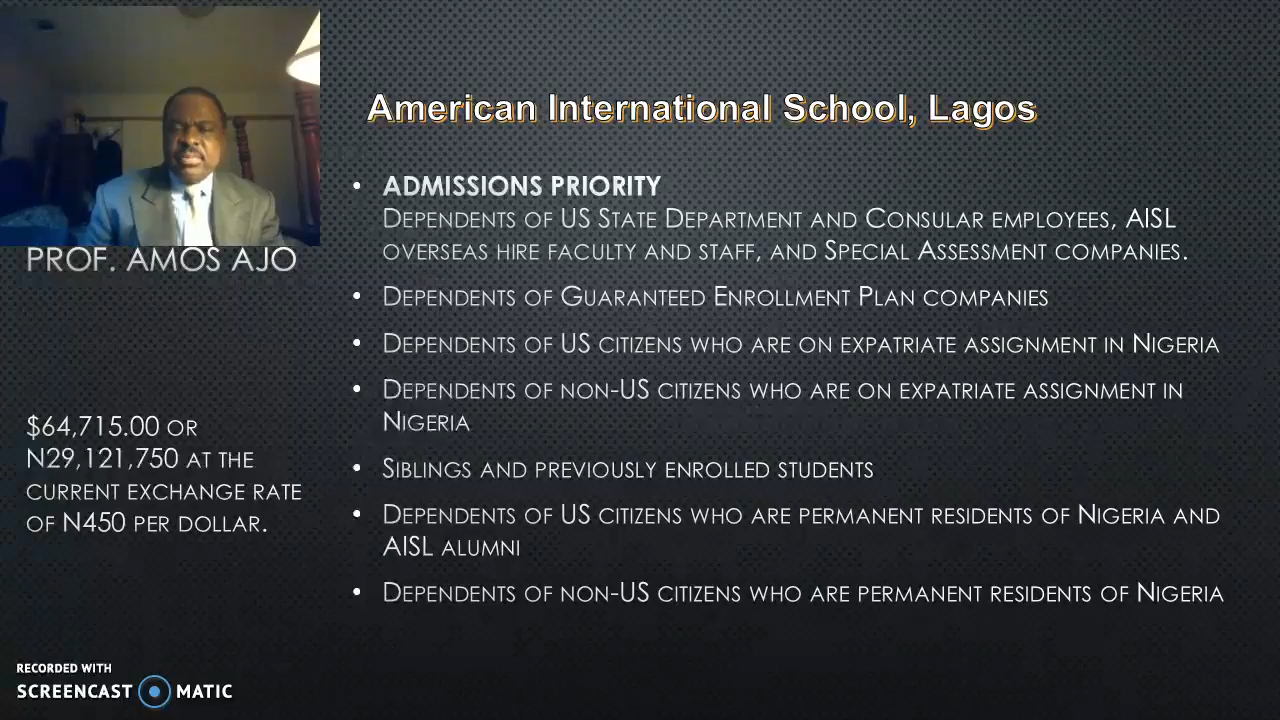 American International School, Lagos
PROF. AMOS AJO
$64,715.00 OR
N29,121,750 AT THE
CURRENT EXCHANGE RATE
OF N450 PER DOLLAR.
• ADMISSIONS PRIORITY
DEPENDENTS OF US STATE DEPARTMENT AND CONSULAR EMPLOYEES, AISL
OVERSEAS HIRE FACULTY AND STAFF, AND SPECIAL ASSESSMENT COMPANIES.
• DEPENDENTS OF GUARANTEED ENROLLMENT PLAN COMPANIES
• DEPENDENTS OF US CITIZENS WHO ARE ON EXPATRIATE ASSIGNMENT IN NIGERIA
• DEPENDENTS OF NON-US CITIZENS WHO ARE ON EXPATRIATE ASSIGNMENT IN
NIGERIA
• SIBLINGS AND PREVIOUSLY ENROLLED STUDENTS
• DEPENDENTS OF US CITIZENS WHO ARE PERMANENT RESIDENTS OF NIGERIA AND
AISL ALUMNI
• DEPENDENTS OF NON-US CITIZENS WHO ARE PERMANENT RESIDENTS OF NIGERIA
RECORDED WITH
SCREENCAST MATIC